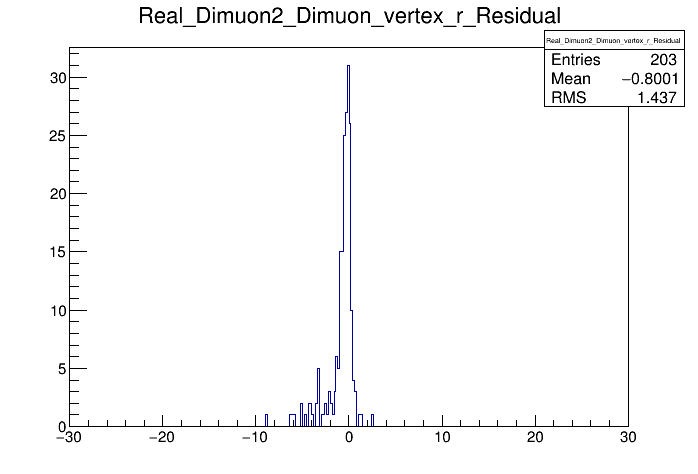 Real_Dimuon2_Dimuon_vertex_r_Residual
Real_Dimuon2_Dimuon_vertex_r_Residual
Entries 203
Mean −0.8001
RMS 1.437
30
25
20
15
10
5
0
−30 −20 −10 0 10 20 30